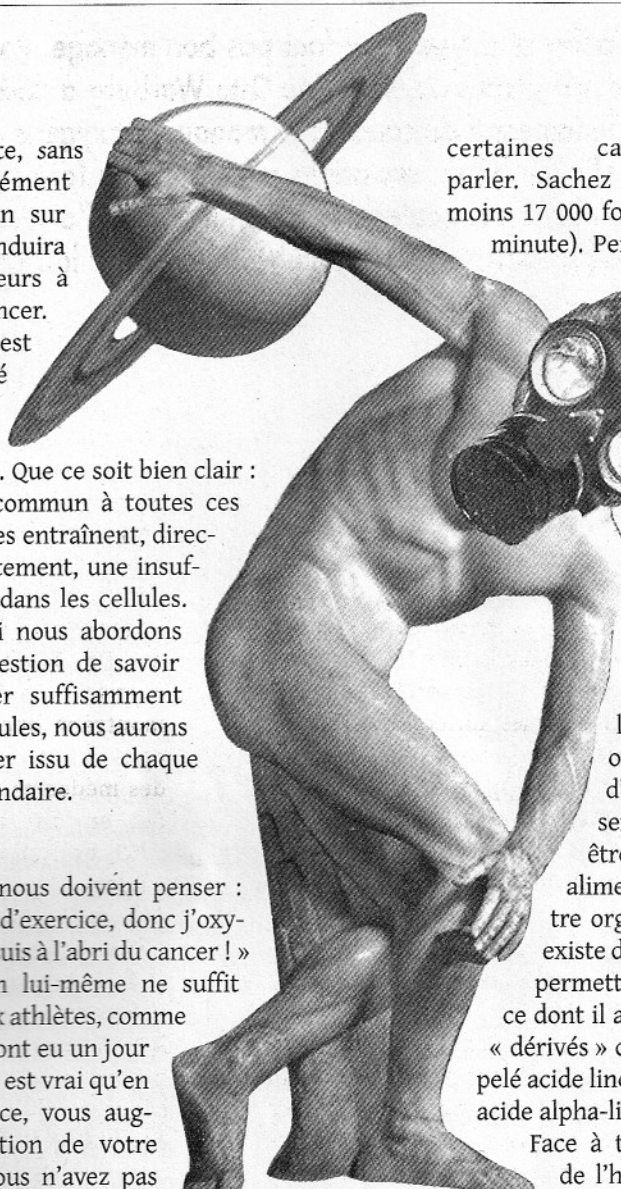 te, sans
ément
n sur
nduira
eurs à
ncer.
est
é
. Que ce soit bien clair :
commun à toutes ces
es entraînent, direc-
tement, une insuf-
dans les cellules.
i nous abordons
estion de savoir
er suffisamment
ules, nous aurons
er issu de chaque
ndaire.
nous doivent penser :
d'exercice, donc j'oxy-
uis à l'abri du cancer ! »
n lui-même ne suffit
x athlètes, comme
ont eu un jour
est vrai qu'en
ce, vous aug-
tion de votre
ous n'avez pas
certaines ca
parler. Sachez
moins 17 000 fo
minute). Pe
l
o
d'
se
êtr
alime
tre org
existe d
permett
ce dont il a
« dérivés » c
pelé acide lino
acide alpha-li
Face à t
de l'h